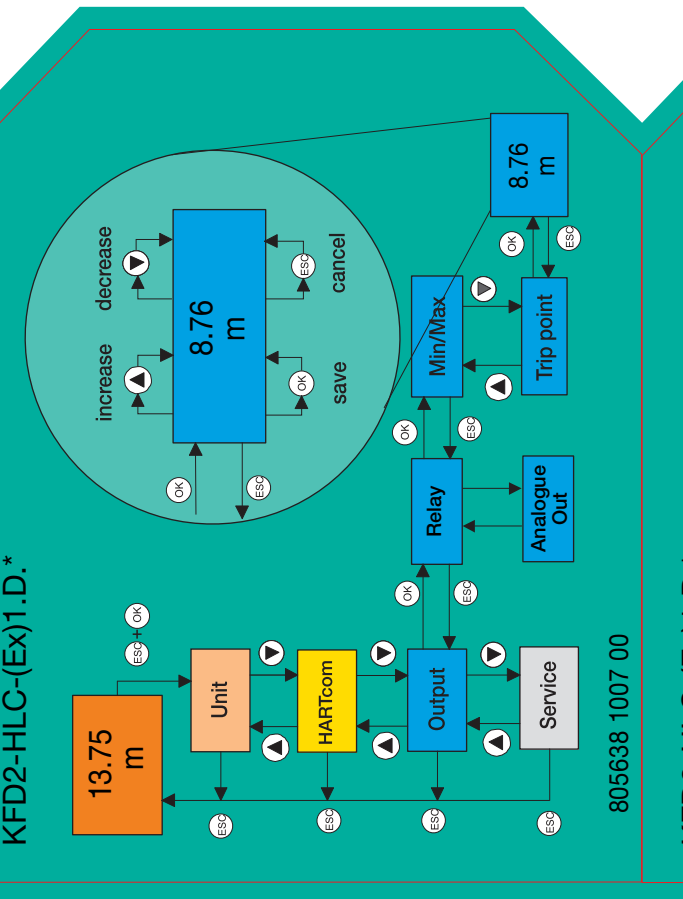 KFD2-HLC-(Ex)1.D.*
13.75
m
ESC + OK
Unit
HARTcom
Output
Service
ESC
ESC
ESC
ESC
OK
ESC
Relay
Analogue
Out
OK
ESC
Min/Max
Trip point
OK
ESC
8.76
m
OK
ESC
increase
decrease
8.76
m
OK
save
ESC
cancel
805638 1007 00